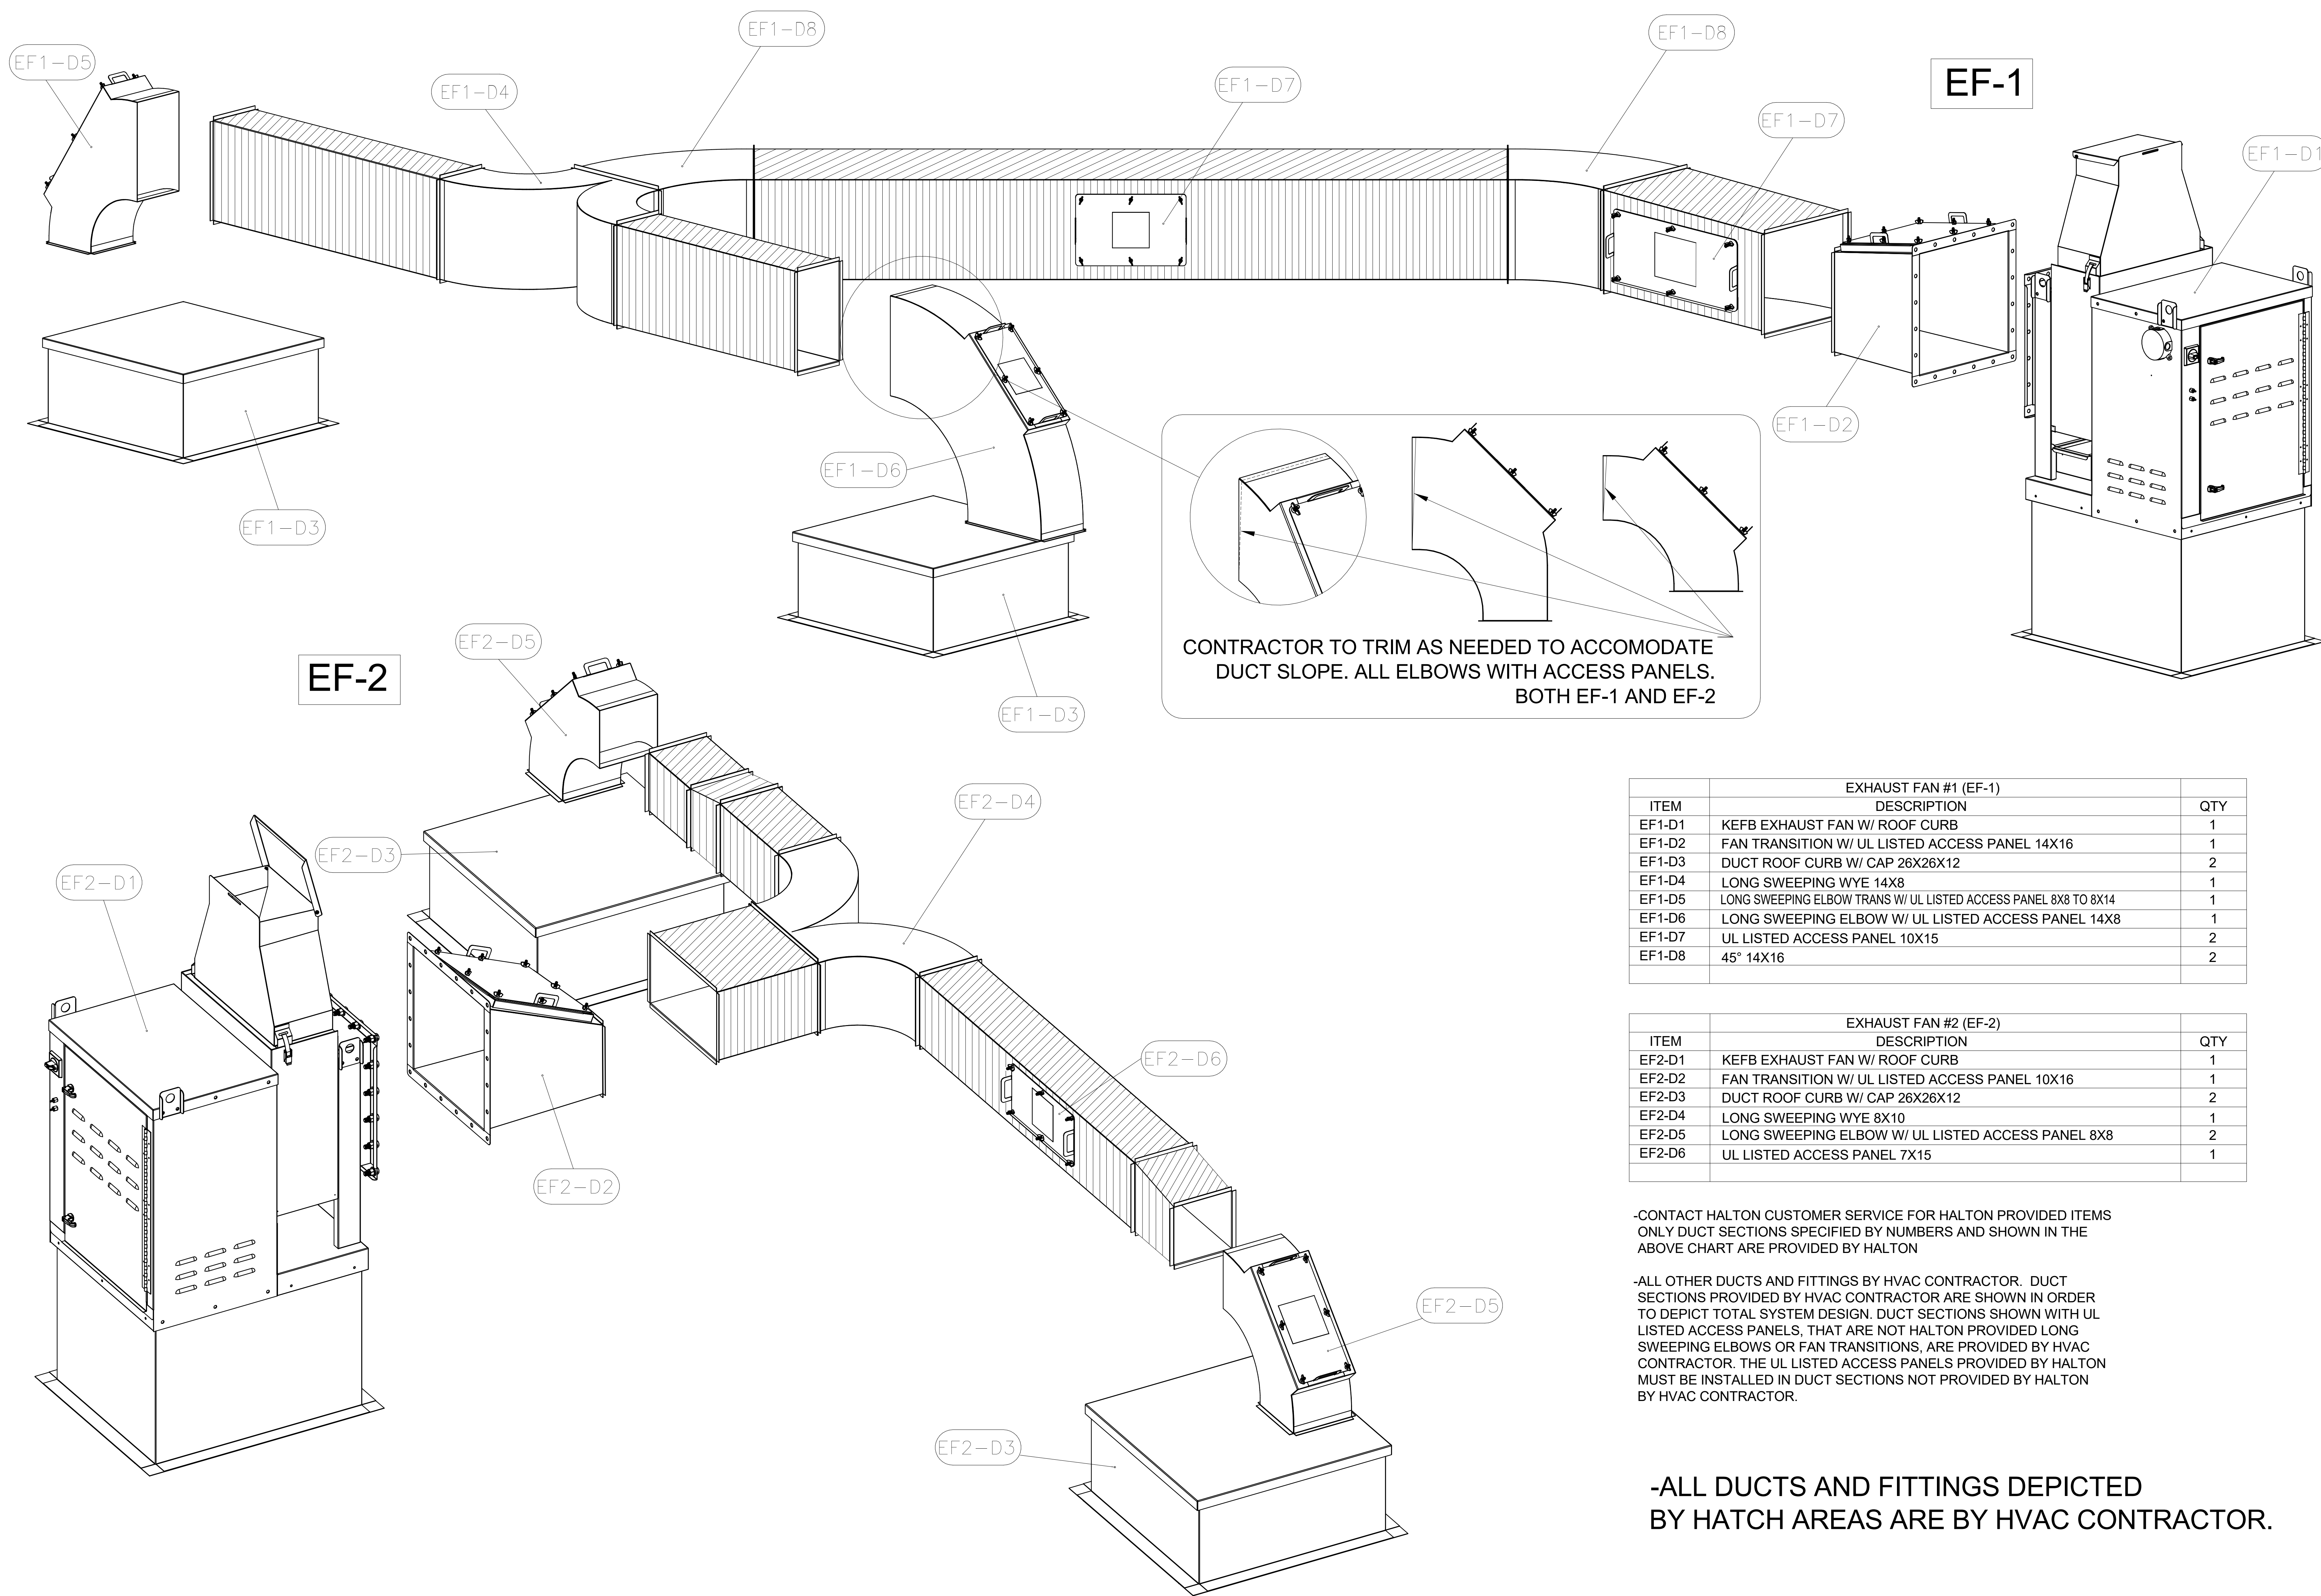 EF1-D8
EF1-D8
EF1-D5
EF1-D4
EF1-D7
EF-1
EF1-D7
EF1-D1
EF1-D2
EF1-D6
EF1-D3
CONTRACTOR TO TRIM AS NEEDED TO ACCOMODATE
DUCT SLOPE. ALL ELBOWS WITH ACCESS PANELS.
BOTH EF-1 AND EF-2
EF1-D3
EF-2
EF2-D5
EF2-D4
EF2-D3
EF2-D1
EF2-D6
EF2-D2
EF2-D5
EF2-D3
EXHAUST FAN #1 (EF-1)
ITEM DESCRIPTION QTY
EF1-D1 KEFB EXHAUST FAN W/ ROOF CURB 1
EF1-D2 FAN TRANSITION W/ UL LISTED ACCESS PANEL 14X16 1
EF1-D3 DUCT ROOF CURB W/ CAP 26X26X12 2
EF1-D4 LONG SWEEPING WYE 14X8 1
EF1-D5 LONG SWEEPING ELBOW TRANS W/ UL LISTED ACCESS PANEL 8X8 TO 8X14 1
EF1-D6 LONG SWEEPING ELBOW W/ UL LISTED ACCESS PANEL 14X8 1
EF1-D7 UL LISTED ACCESS PANEL 10X15 2
EF1-D8 45° 14X16 2
EXHAUST FAN #2 (EF-2)
ITEM DESCRIPTION QTY
EF2-D1 KEFB EXHAUST FAN W/ ROOF CURB 1
EF2-D2 FAN TRANSITION W/ UL LISTED ACCESS PANEL 10X16 1
EF2-D3 DUCT ROOF CURB W/ CAP 26X26X12 2
EF2-D4 LONG SWEEPING WYE 8X10 1
EF2-D5 LONG SWEEPING ELBOW W/ UL LISTED ACCESS PANEL 8X8 2
EF2-D6 UL LISTED ACCESS PANEL 7X15 1
-CONTACT HALTON CUSTOMER SERVICE FOR HALTON PROVIDED ITEMS
ONLY DUCT SECTIONS SPECIFIED BY NUMBERS AND SHOWN IN THE
ABOVE CHART ARE PROVIDED BY HALTON
-ALL OTHER DUCTS AND FITTINGS BY HVAC CONTRACTOR. DUCT
SECTIONS PROVIDED BY HVAC CONTRACTOR ARE SHOWN IN ORDER
TO DEPICT TOTAL SYSTEM DESIGN. DUCT SECTIONS SHOWN WITH UL
LISTED ACCESS PANELS, THAT ARE NOT HALTON PROVIDED LONG
SWEEPING ELBOWS OR FAN TRANSITIONS, ARE PROVIDED BY HVAC
CONTRACTOR. THE UL LISTED ACCESS PANELS PROVIDED BY HALTON
MUST BE INSTALLED IN DUCT SECTIONS NOT PROVIDED BY HALTON
BY HVAC CONTRACTOR.
-ALL DUCTS AND FITTINGS DEPICTED
BY HATCH AREAS ARE BY HVAC CONTRACTOR.